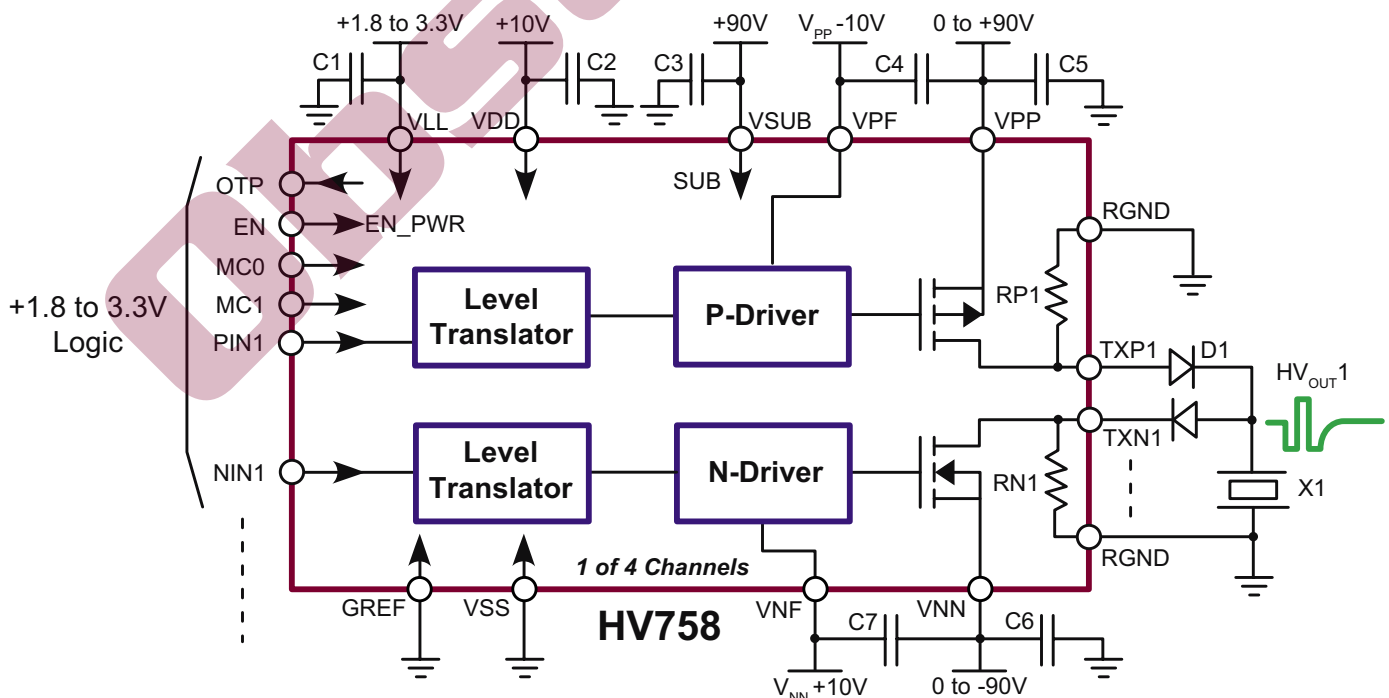 +1.8 to 3.3V
+10V
+90V
VPP -10V
0 to +90V
C1
C2
C3
C4
C5
VLL
VDD
VSUB
VPF
VPP
OTP
EN
EN_PWR
SUB
RGND
MC0
MC1
PIN1
+1.8 to 3.3V
Logic
Level
Translator
P-Driver
RP1
TXP1
D1
HVOUT1
NIN1
Level
Translator
N-Driver
RN1
TXN1
X1
RGND
1 of 4 Channels
GREF
VSS
HV758
VNF
VNN
C7
C6
VNN +10V
0 to -90V